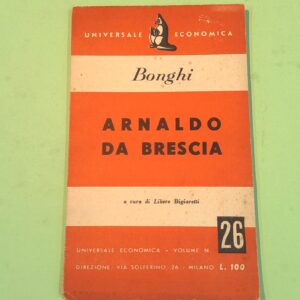 UNIVERSALE ECONOMICA
Bonghi
ARNALDO
DA BRESCIA
a cura di Libero Bigiaretti
UNIVERSALE ECONOMICA - VOLUME N. 26
DIREZIONE: VIA SOLFERINO, 26 - MILANO L. 100